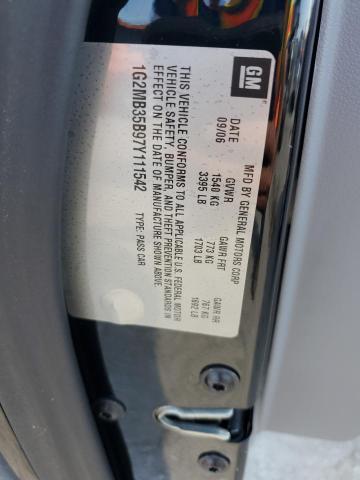 GM
MFD BY GENERAL MOTORS CORP
DATE GVWR GAWR FRT GAWR RR
09/06 1540 KG 773 KG 767 KG
3395 LB 1703 LB 1692 LB
THIS VEHICLE CONFORMS TO ALL APPLICABLE U.S. FEDERAL MOTOR
VEHICLE SAFETY, BUMPER, AND THEFT PREVENTION STANDARDS IN
EFFECT ON THE DATE OF MANUFACTURE SHOWN ABOVE.
1G2MB35B97Y111542 TYPE: PASS CAR